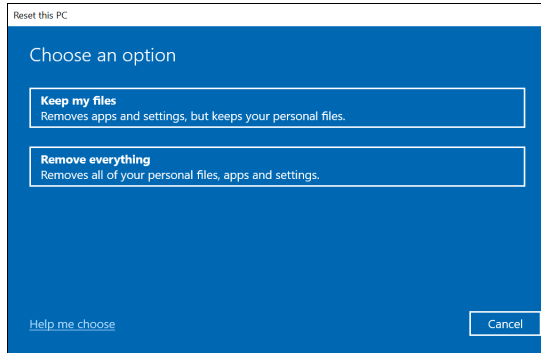 Reset this PC
Choose an option
Keep my files
Removes apps and settings, but keeps your personal files.
Remove everything
Removes all of your personal files, apps and settings.
Help me choose
Cancel